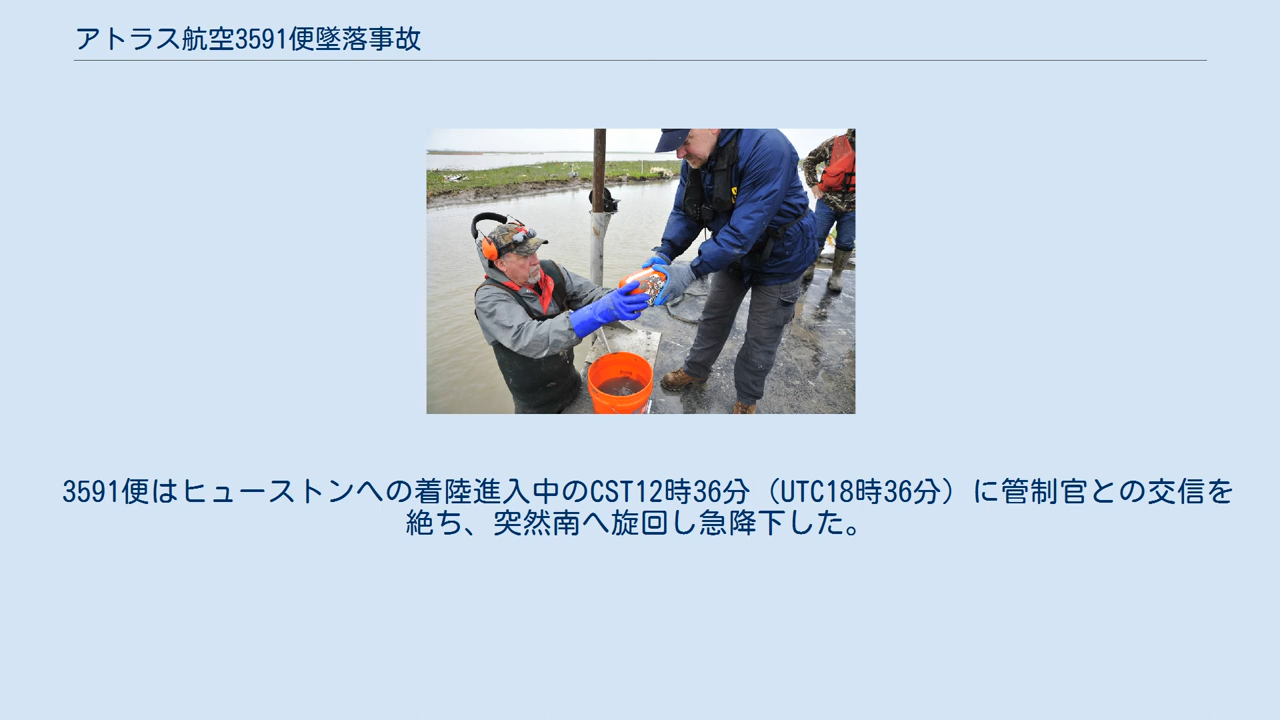 アトラス航空3591便墜落事故
3591便はヒューストンへの着陸進入中のCST12時36分（UTC18時36分）に管制官との交信を
絶ち、突然南へ旋回し急降下した。